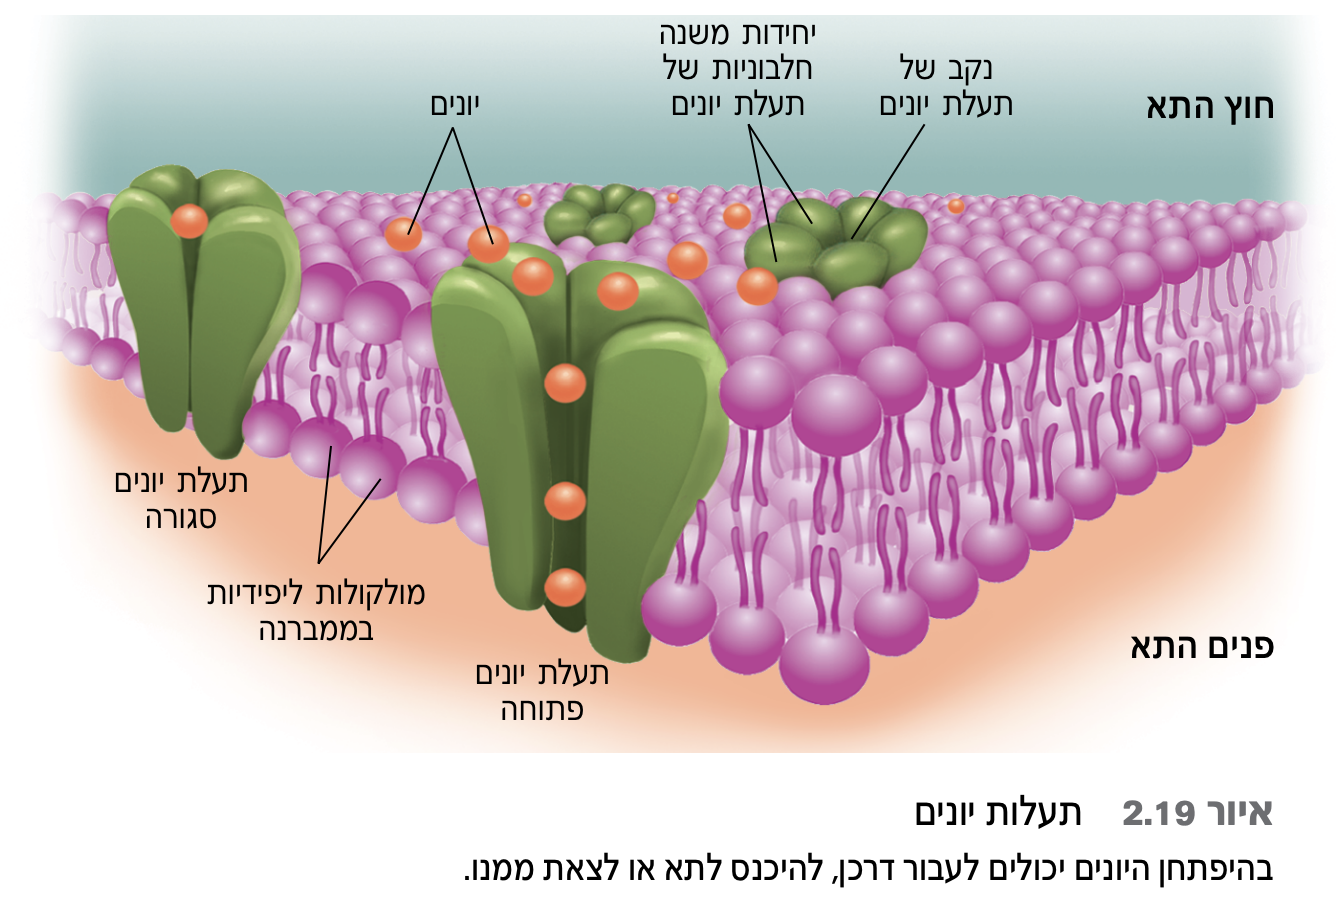 יחידות משנה
חלבוניות של
תעלת יונים
נקב של
תעלת יונים
יונים
חוץ התא
תעלת יונים
סגורה
מולקולות ליפידיות
בממברנה
תעלת יונים
פתוחה
פנים התא
איור 2.19 תעלות יונים
בהיפתחן היונים יכולים לעבור דרכן, להיכנס לתא או לצאת ממנו.